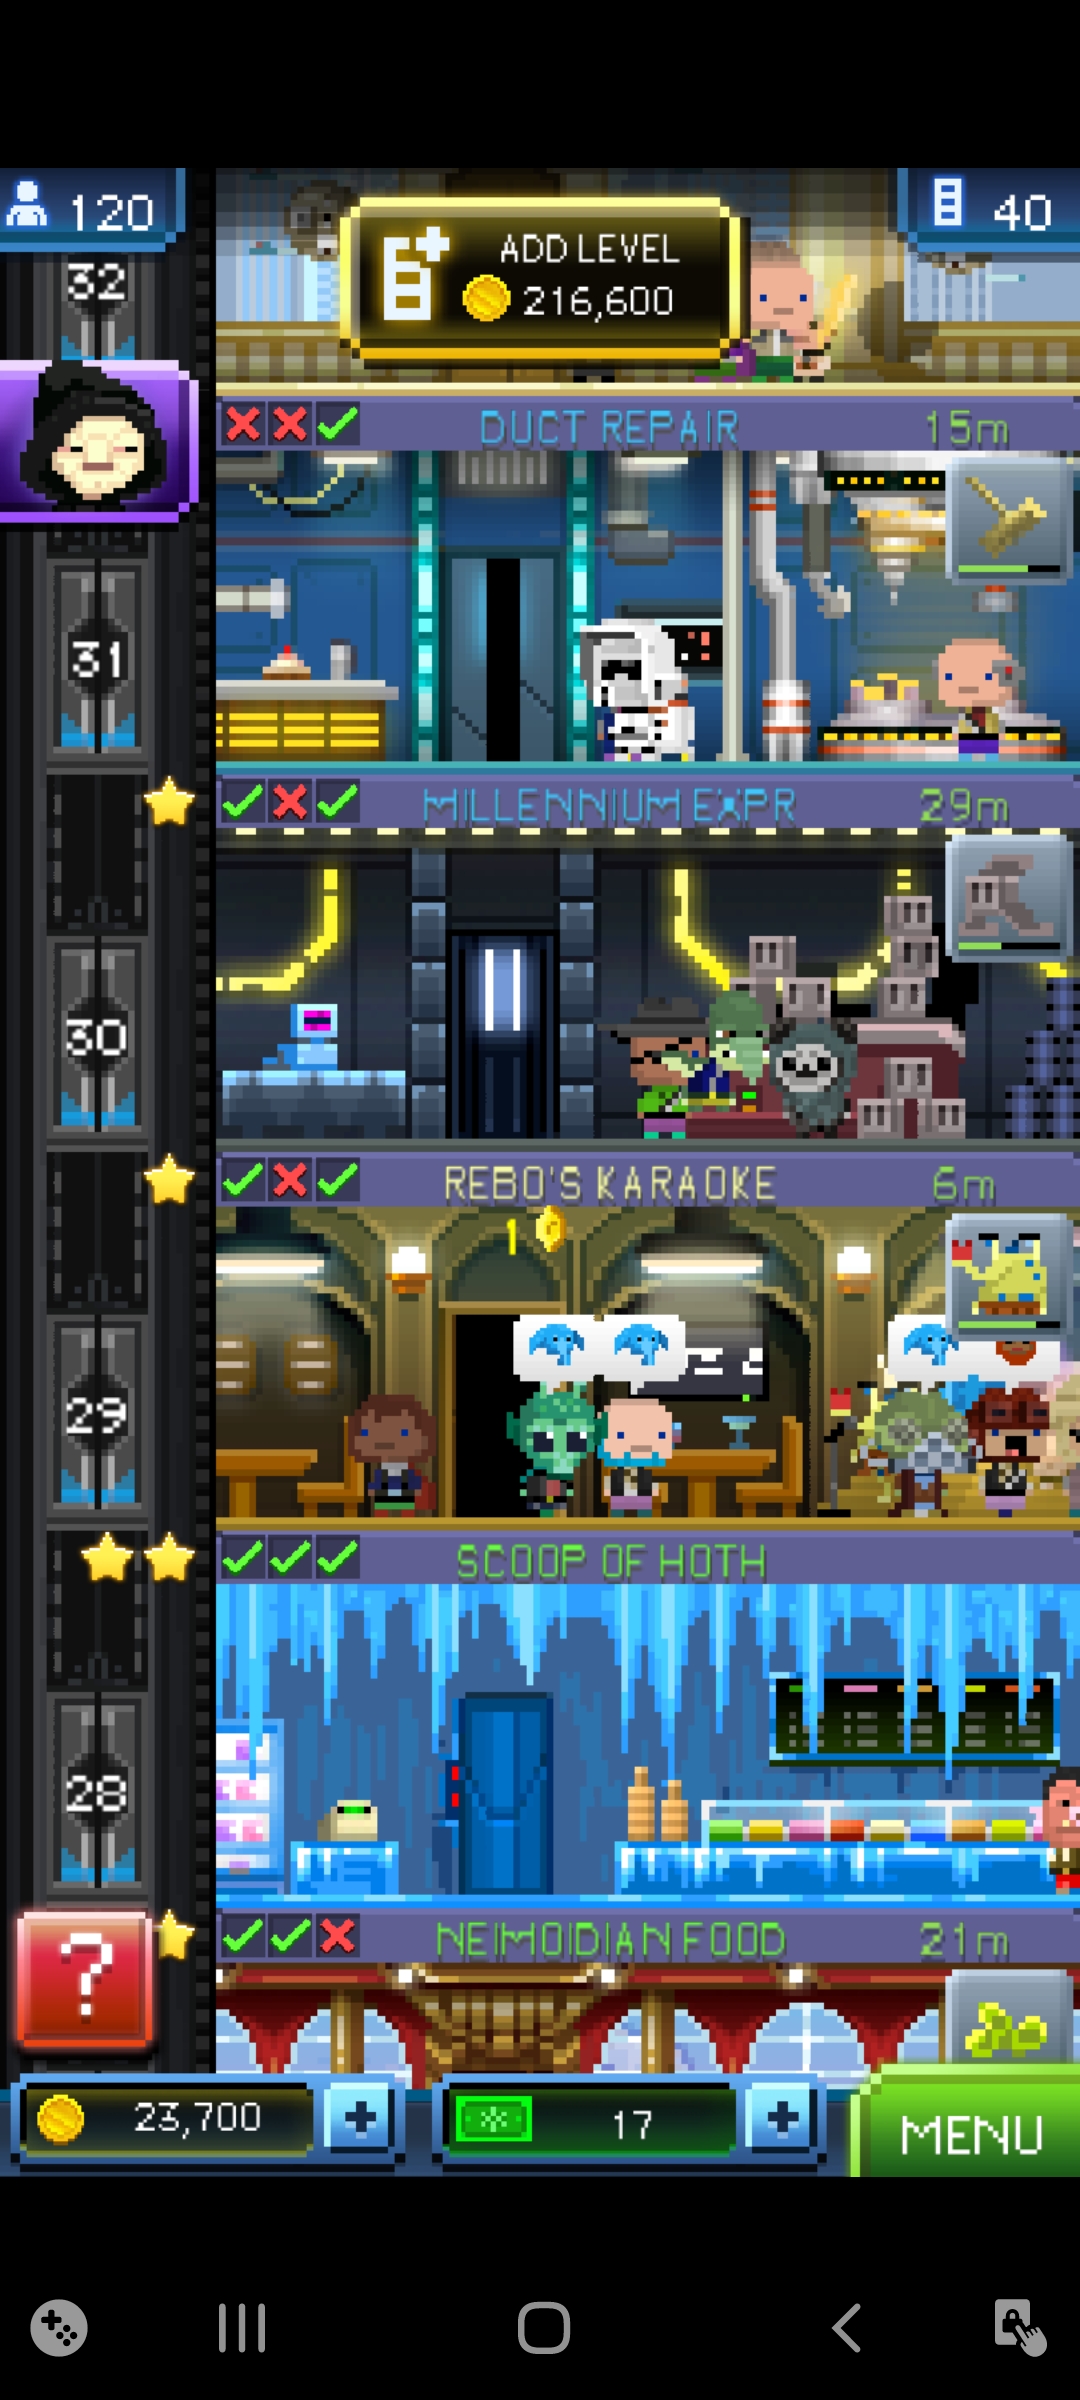 120
40
32
ADD LEVEL
216,600
DUCT REPAIR 15m
31
MILLENNIUM EXPR 29m
30
REBO'S KARAOKE 6m
1
29
SCOOP OF HOTH
28
?
NEIMOIDIAN FOOD 21m
23,700
17
MENU